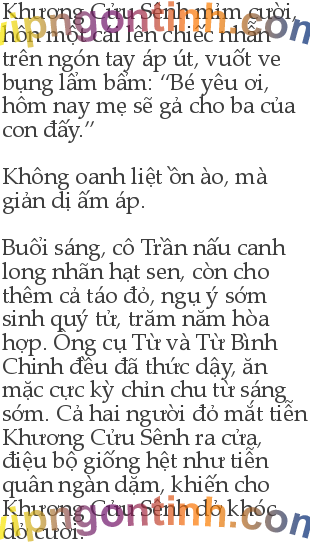 Khương Cửu Sênh mỉm cười,
hôn một cái lên chiếc nhẫn
trên ngón tay áp út, vuốt ve
bụng lẩm bẩm: “Bé yêu ơi,
hôm nay mẹ sẽ gả cho ba của
con đấy.”

Không oanh liệt ồn ào, mà
giản dị ấm áp.

Buổi sáng, cô Trần nấu canh
long nhãn hạt sen, còn cho
thêm cả táo đỏ, ngụ ý sớm
sinh quý tử, trăm năm hòa
hợp. Ông cụ Từ và Từ Bình
Chinh đều đã thức dậy, ăn
mặc cực kỳ chỉn chu từ sáng
sớm. Cả hai người đỏ mắt tiễn
Khương Cửu Sênh ra cửa,
điệu bộ giống hệt như tiễn
quân ngàn dặm, khiến cho
Khương Cửu Sênh dở khóc
dở cười.